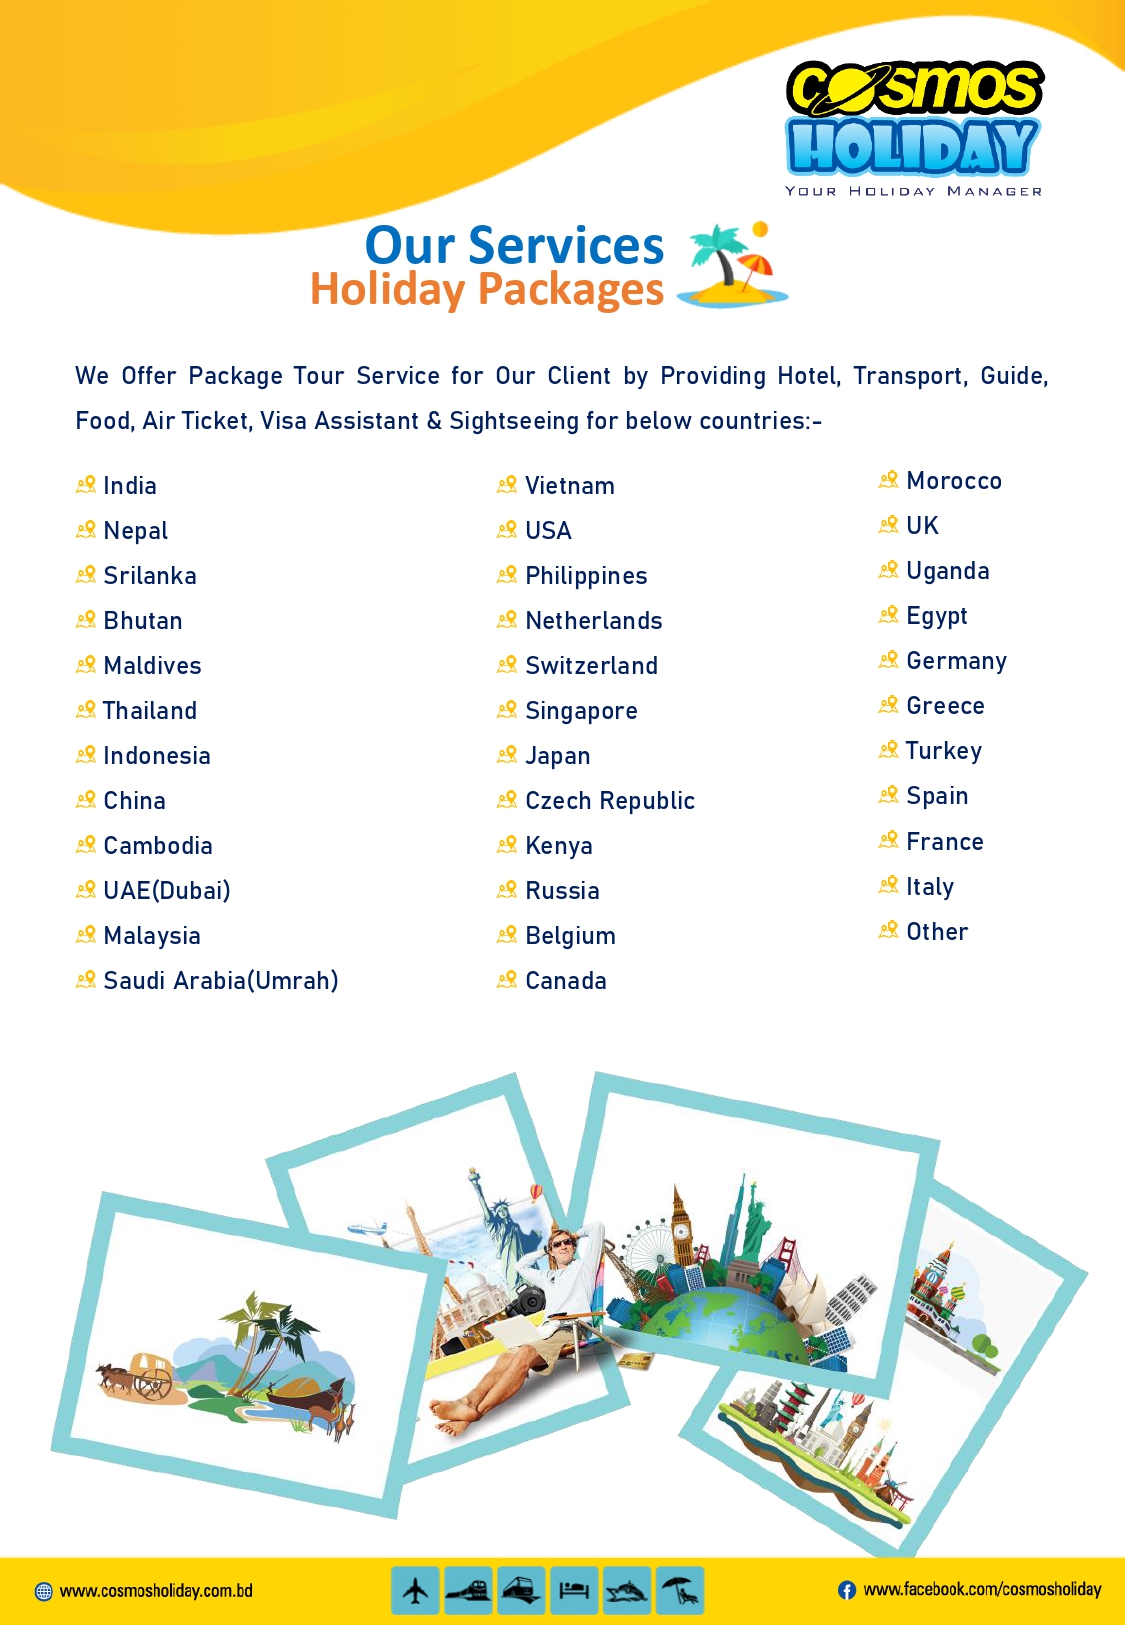 COSMOS
HOLIDAY
YOUR HOLIDAY MANAGER
Our Services
Holiday Packages
We Offer Package Tour Service for Our Client by Providing Hotel, Transport, Guide,
Food, Air Ticket, Visa Assistant & Sightseeing for below countries:-
India
Nepal
Srilanka
Bhutan
Maldives
Thailand
Indonesia
China
Cambodia
UAE(Dubai)
Malaysia
Saudi Arabia(Umrah)
Vietnam
USA
Philippines
Netherlands
Switzerland
Singapore
Japan
Czech Republic
Kenya
Russia
Belgium
Canada
Morocco
UK
Uganda
Egypt
Germany
Greece
Turkey
Spain
France
Italy
Other
www.cosmosholiday.com.bd
www.facebook.com/cosmosholiday